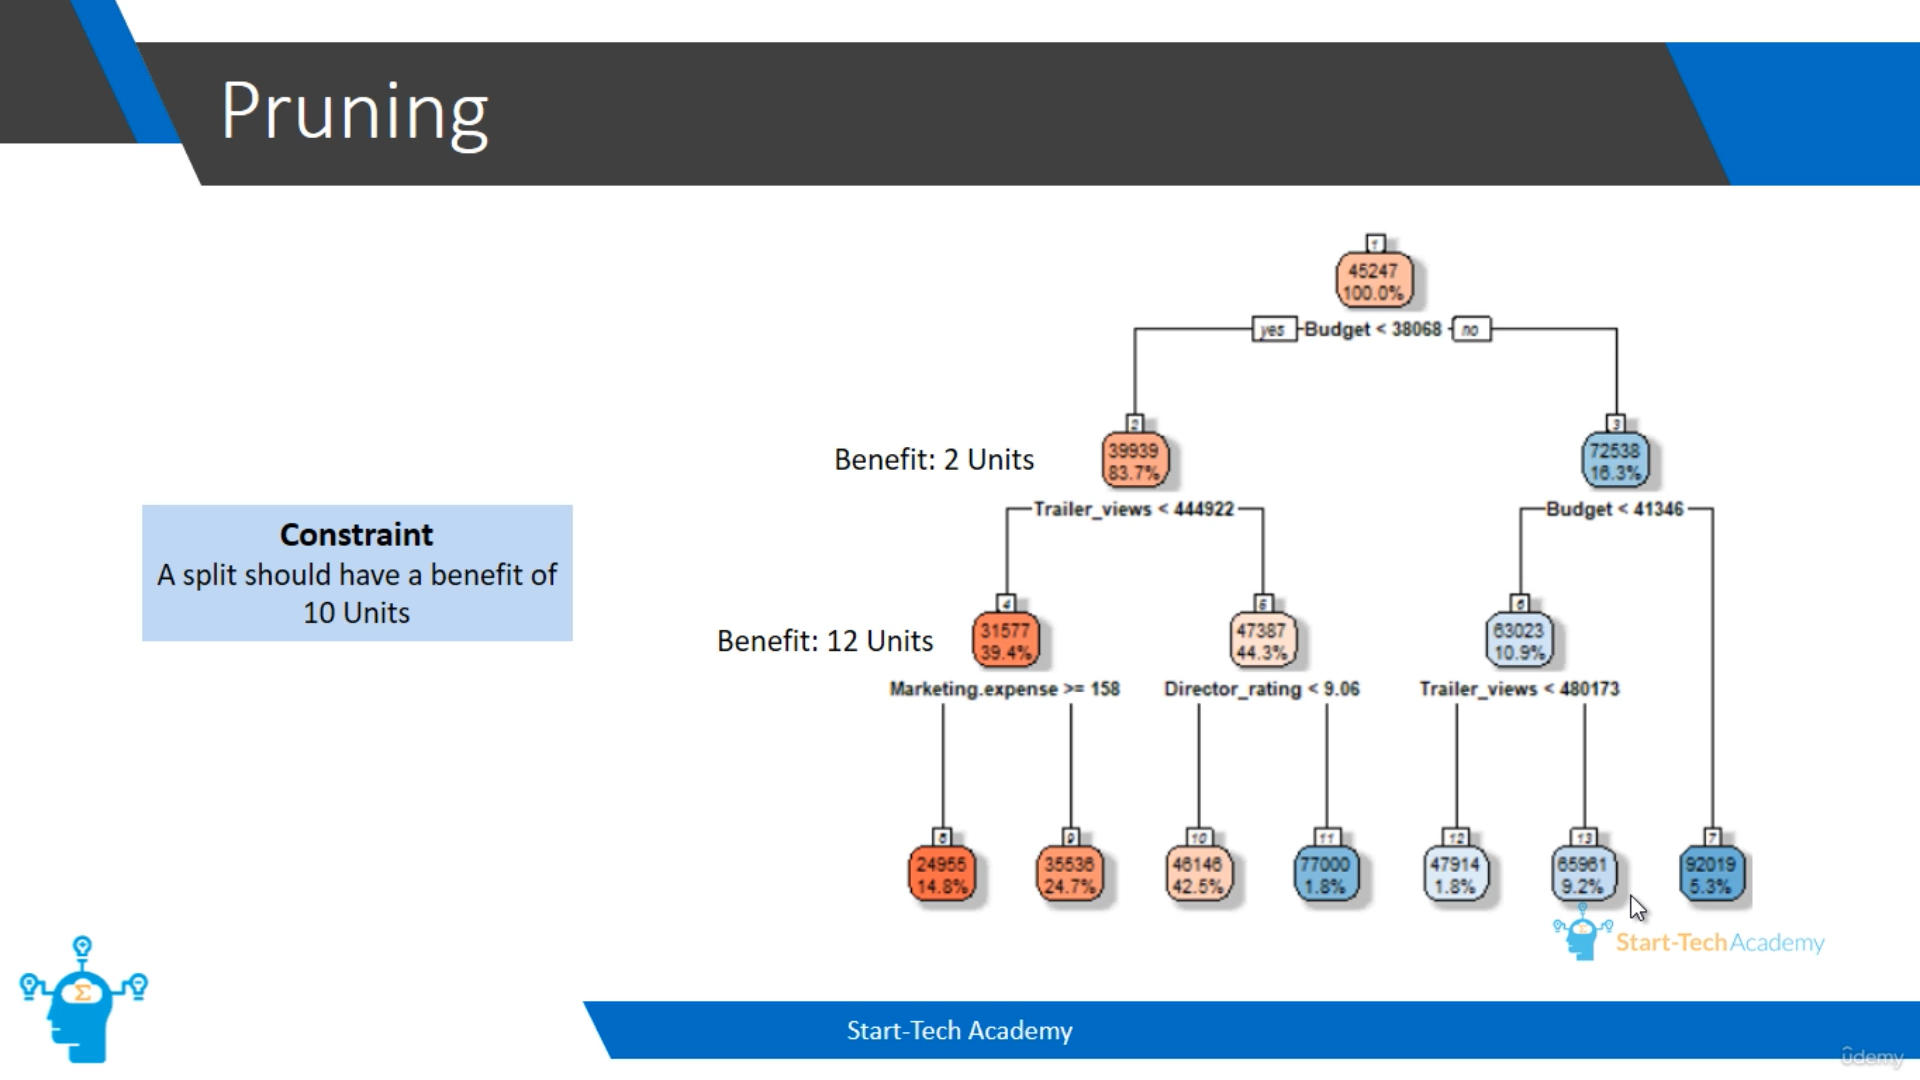 Pruning
1
45247
100.0%
yes Budget < 38068 no
2
39939
83.7%
3
72538
16.3%
Benefit: 2 Units
Trailer_views < 444922
Budget < 41346
Constraint
A split should have a benefit of
10 Units
4
31577
39.4%
5
47387
44.3%
6
63023
10.9%
Benefit: 12 Units
Marketing.expense >= 158
Director_rating < 9.06
Trailer_views < 480173
8
24955
14.8%
9
35536
24.7%
10
46146
42.5%
11
77000
1.8%
12
47914
1.8%
13
65961
9.2%
7
92019
5.3%
Start-Tech Academy
Σ
Start-Tech Academy
udemy